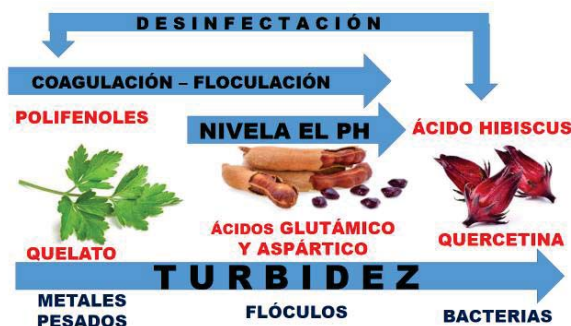 DESINFECTACIÓN
COAGULACIÓN – FLOCULACIÓN
POLIFENOLES
NIVELA EL PH
ÁCIDO HIBISCUS
QUELATO
ÁCIDOS GLUTÁMICO
Y ASPÁRTICO
QUERCETINA
TURBIDEZ
METALES
PESADOS
FLÓCULOS
BACTERIAS